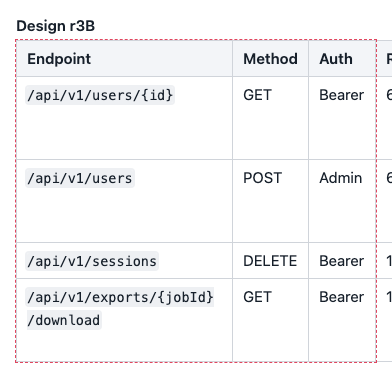 Design r3B
Endpoint Method Auth R
/api/v1/users/{id} GET Bearer 6
/api/v1/users POST Admin 6
/api/v1/sessions DELETE Bearer 1
/api/v1/exports/{jobId} GET Bearer 1
/download